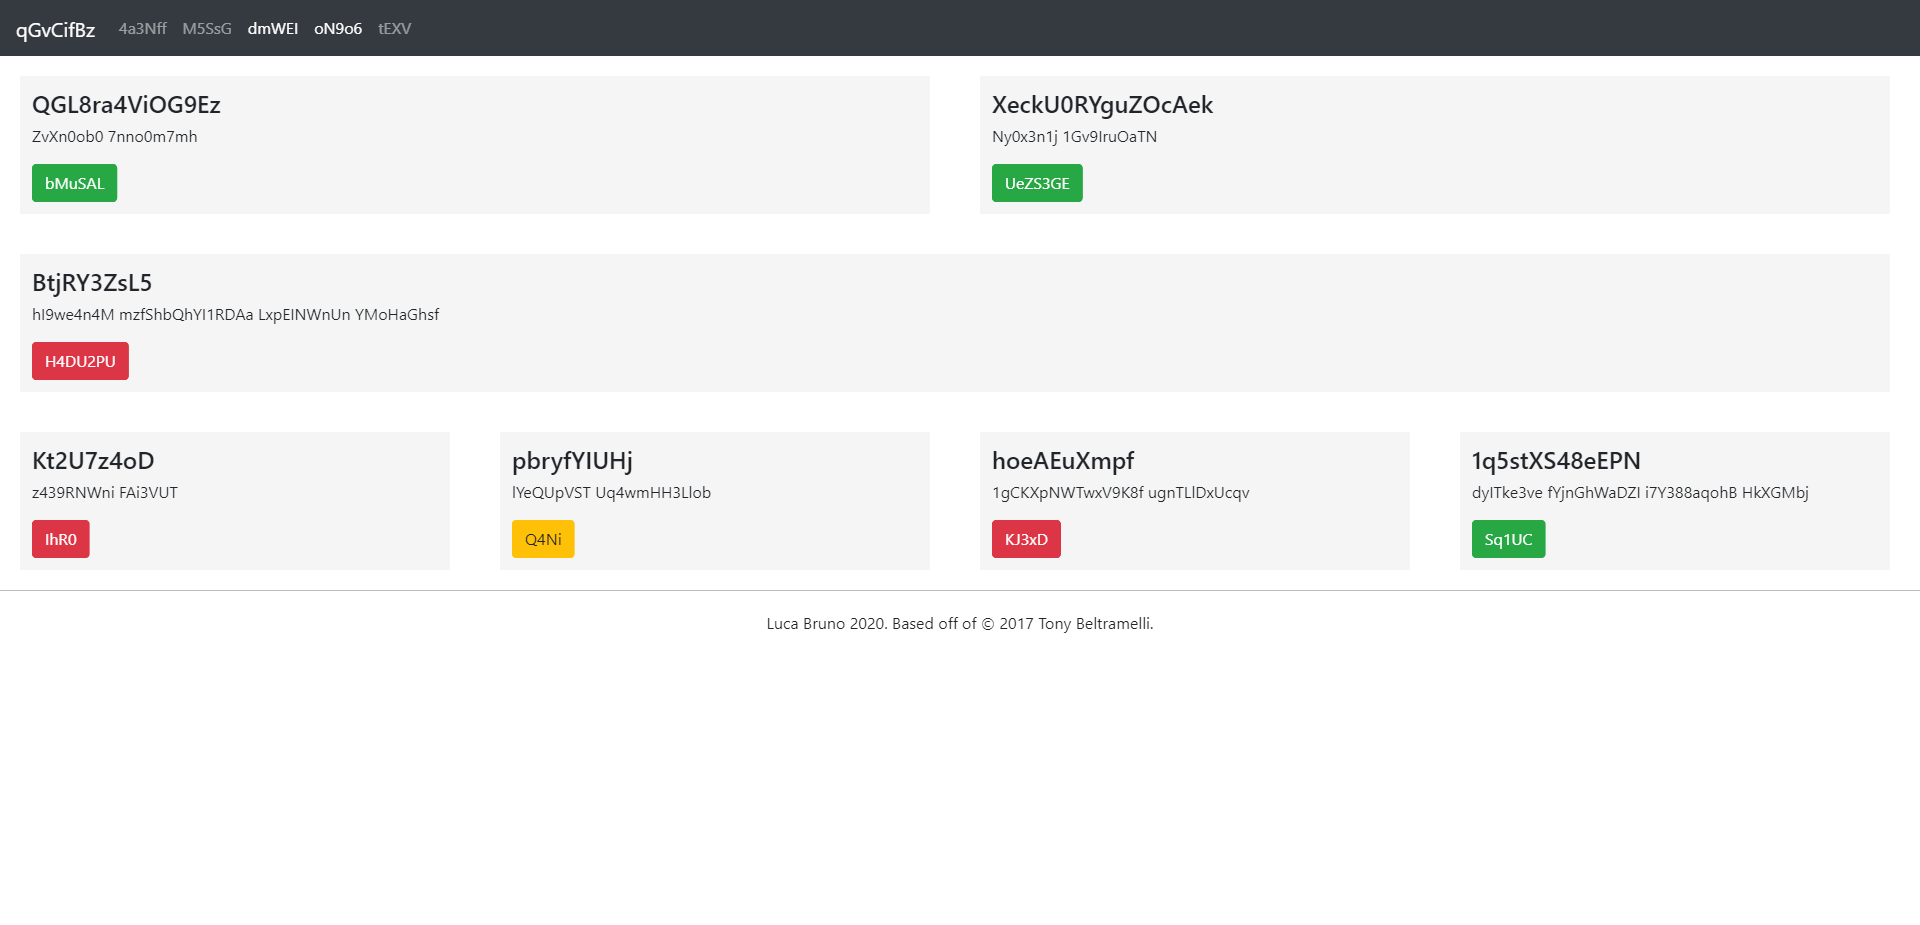 qGvCifBz 4a3Nff M5SsG dmWEI oN9o6 tEXV
QGL8ra4ViOG9Ez
ZvXn0ob0 7nno0m7mh
bMuSAL
XeckU0RYguZOcAek
Ny0x3n1j 1Gv9IruOaTN
UeZS3GE
BtjRY3ZsL5
hI9we4n4M mzfShbQhYI1RDAa LxpEINWnUn YMoHaGhsf
H4DU2PU
Kt2U7z4oD
z439RNWni FAi3VUT
IhR0
pbryfYIUHj
lYeQUpVST Uq4wmHH3Llob
Q4Ni
hoeAEuXmpf
1gCKXpNWTwxV9K8f ugnTLlDxUcqv
KJ3xD
1q5stXS48eEPN
dyITke3ve fYjnGhWaDZI i7Y388aqohB HkXGMbj
Sq1UC
Luca Bruno 2020. Based off of © 2017 Tony Beltramelli.